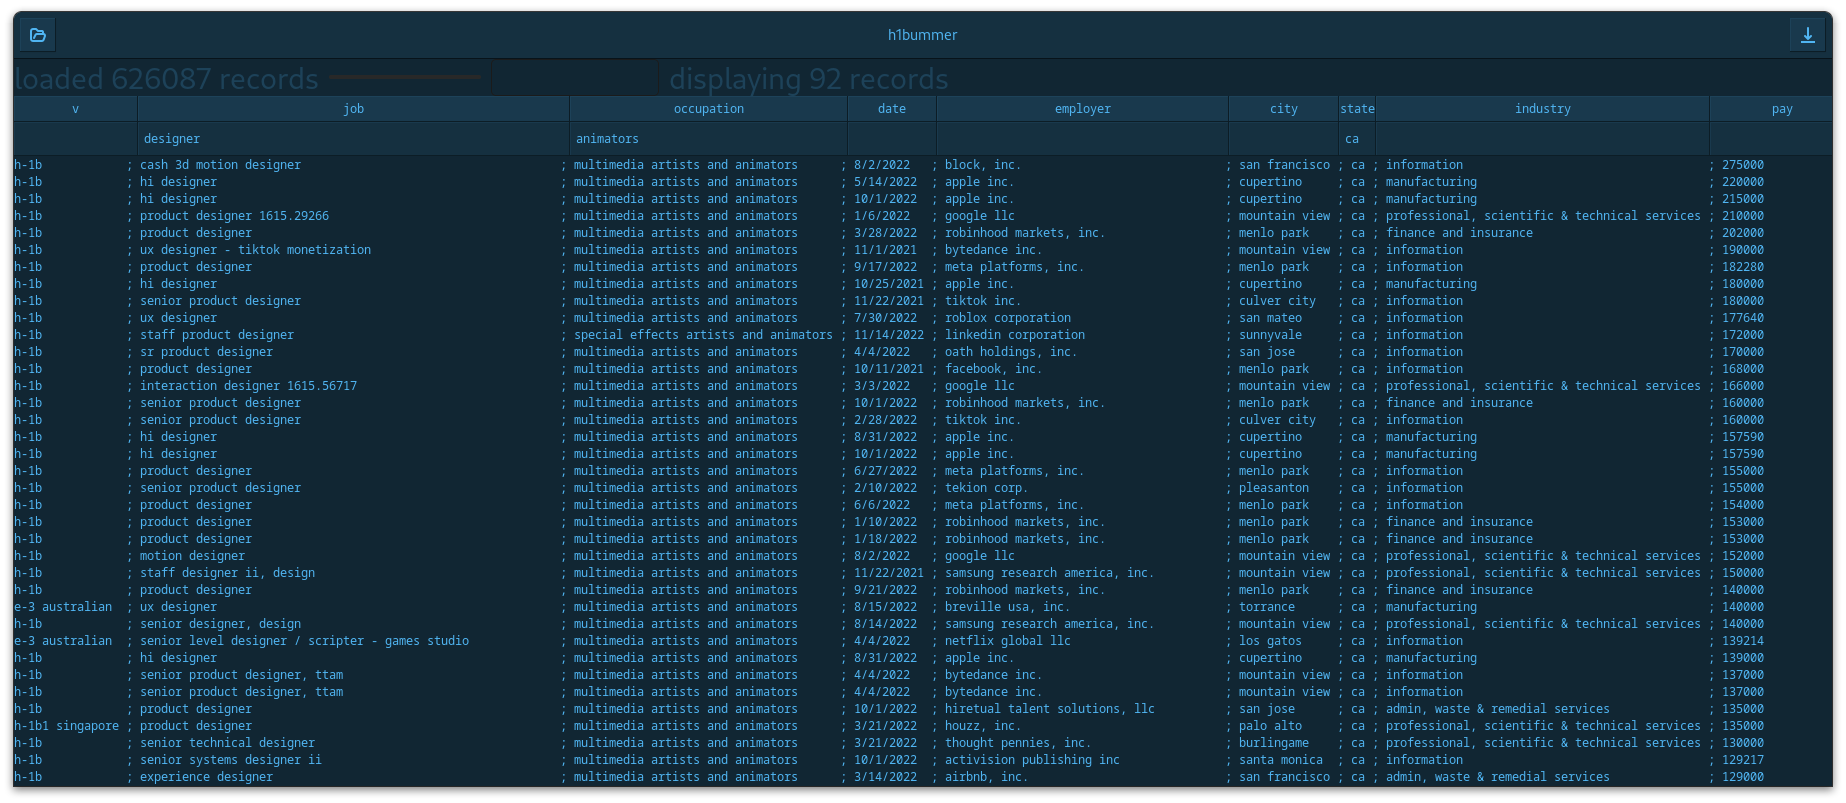 h1bummer
loaded 626087 records displaying 92 records
v job occupation date employer city state industry pay
designer animators ca
h-1b ; cash 3d motion designer ; multimedia artists and animators ; 8/2/2022 ; block, inc. ; san francisco ; ca ; information ; 275000
h-1b ; hi designer ; multimedia artists and animators ; 5/14/2022 ; apple inc. ; cupertino ; ca ; manufacturing ; 220000
h-1b ; hi designer ; multimedia artists and animators ; 10/1/2022 ; apple inc. ; cupertino ; ca ; manufacturing ; 215000
h-1b ; product designer 1615.29266 ; multimedia artists and animators ; 1/6/2022 ; google llc ; mountain view ; ca ; professional, scientific & technical services ; 210000
h-1b ; product designer ; multimedia artists and animators ; 3/28/2022 ; robinhood markets, inc. ; menlo park ; ca ; finance and insurance ; 202000
h-1b ; ux designer - tiktok monetization ; multimedia artists and animators ; 11/1/2021 ; bytedance inc. ; mountain view ; ca ; information ; 190000
h-1b ; product designer ; multimedia artists and animators ; 9/17/2022 ; meta platforms, inc. ; menlo park ; ca ; information ; 182280
h-1b ; hi designer ; multimedia artists and animators ; 10/25/2021 ; apple inc. ; cupertino ; ca ; manufacturing ; 180000
h-1b ; senior product designer ; multimedia artists and animators ; 11/22/2021 ; tiktok inc. ; culver city ; ca ; information ; 180000
h-1b ; ux designer ; multimedia artists and animators ; 7/30/2022 ; roblox corporation ; san mateo ; ca ; information ; 177640
h-1b ; staff product designer ; special effects artists and animators ; 11/14/2022 ; linkedin corporation ; sunnyvale ; ca ; information ; 172000
h-1b ; sr product designer ; multimedia artists and animators ; 4/4/2022 ; oath holdings, inc. ; san jose ; ca ; information ; 170000
h-1b ; product designer ; multimedia artists and animators ; 10/11/2021 ; facebook, inc. ; menlo park ; ca ; information ; 168000
h-1b ; interaction designer 1615.56717 ; multimedia artists and animators ; 3/3/2022 ; google llc ; mountain view ; ca ; professional, scientific & technical services ; 166000
h-1b ; senior product designer ; multimedia artists and animators ; 10/1/2022 ; robinhood markets, inc. ; menlo park ; ca ; finance and insurance ; 160000
h-1b ; senior product designer ; multimedia artists and animators ; 2/28/2022 ; tiktok inc. ; culver city ; ca ; information ; 160000
h-1b ; hi designer ; multimedia artists and animators ; 8/31/2022 ; apple inc. ; cupertino ; ca ; manufacturing ; 157590
h-1b ; hi designer ; multimedia artists and animators ; 10/1/2022 ; apple inc. ; cupertino ; ca ; manufacturing ; 157590
h-1b ; product designer ; multimedia artists and animators ; 6/27/2022 ; meta platforms, inc. ; menlo park ; ca ; information ; 155000
h-1b ; senior product designer ; multimedia artists and animators ; 2/10/2022 ; tekion corp. ; pleasanton ; ca ; information ; 155000
h-1b ; product designer ; multimedia artists and animators ; 6/6/2022 ; meta platforms, inc. ; menlo park ; ca ; information ; 154000
h-1b ; product designer ; multimedia artists and animators ; 1/10/2022 ; robinhood markets, inc. ; menlo park ; ca ; finance and insurance ; 153000
h-1b ; product designer ; multimedia artists and animators ; 1/18/2022 ; robinhood markets, inc. ; menlo park ; ca ; finance and insurance ; 153000
h-1b ; motion designer ; multimedia artists and animators ; 8/2/2022 ; google llc ; mountain view ; ca ; professional, scientific & technical services ; 152000
h-1b ; staff designer ii, design ; multimedia artists and animators ; 11/22/2021 ; samsung research america, inc. ; mountain view ; ca ; professional, scientific & technical services ; 150000
h-1b ; product designer ; multimedia artists and animators ; 9/21/2022 ; robinhood markets, inc. ; menlo park ; ca ; finance and insurance ; 140000
e-3 australian ; ux designer ; multimedia artists and animators ; 8/15/2022 ; breville usa, inc. ; torrance ; ca ; manufacturing ; 140000
h-1b ; senior designer, design ; multimedia artists and animators ; 8/14/2022 ; samsung research america, inc. ; mountain view ; ca ; professional, scientific & technical services ; 140000
e-3 australian ; senior level designer / scripter - games studio ; multimedia artists and animators ; 4/4/2022 ; netflix global llc ; los gatos ; ca ; information ; 139214
h-1b ; hi designer ; multimedia artists and animators ; 8/31/2022 ; apple inc. ; cupertino ; ca ; manufacturing ; 139000
h-1b ; senior product designer, ttam ; multimedia artists and animators ; 4/4/2022 ; bytedance inc. ; mountain view ; ca ; information ; 137000
h-1b ; senior product designer, ttam ; multimedia artists and animators ; 4/4/2022 ; bytedance inc. ; mountain view ; ca ; information ; 137000
h-1b ; product designer ; multimedia artists and animators ; 10/1/2022 ; hiretual talent solutions, llc ; san jose ; ca ; admin, waste & remedial services ; 135000
h-1b1 singapore ; product designer ; multimedia artists and animators ; 3/21/2022 ; houzz, inc. ; palo alto ; ca ; professional, scientific & technical services ; 135000
h-1b ; senior technical designer ; multimedia artists and animators ; 3/21/2022 ; thought pennies, inc. ; burlingame ; ca ; professional, scientific & technical services ; 130000
h-1b ; senior systems designer ii ; multimedia artists and animators ; 10/1/2022 ; activision publishing inc ; santa monica ; ca ; information ; 129217
h-1b ; experience designer ; multimedia artists and animators ; 3/14/2022 ; airbnb, inc. ; san francisco ; ca ; admin, waste & remedial services ; 129000